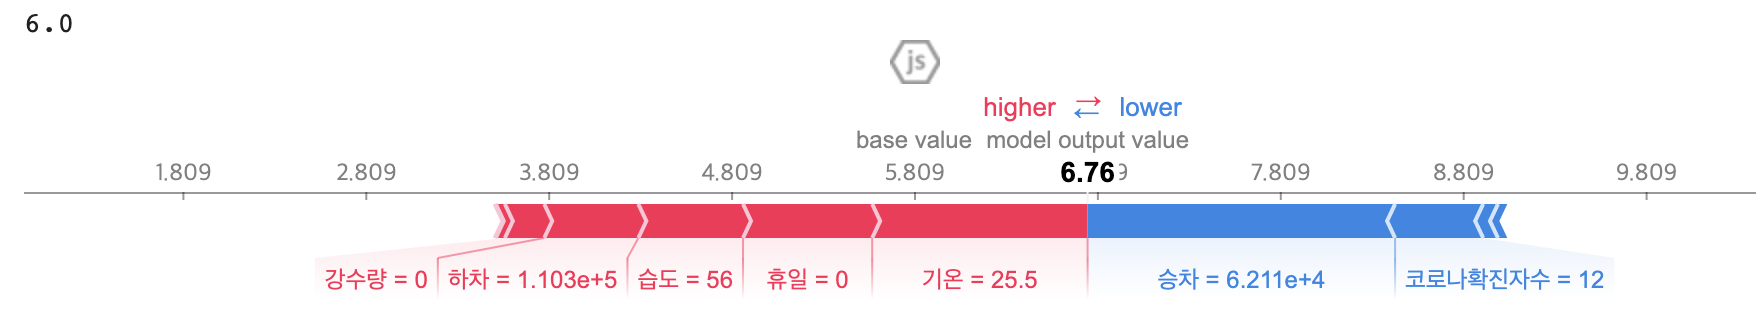 6.0
js
higher ⇄ lower
base value model output value
1.809 2.809 3.809 4.809 5.809 6.76 7.809 8.809 9.809
강수량 = 0 하차 = 1.103e+5 습도 = 56 휴일 = 0 기온 = 25.5 승차 = 6.211e+4 코로나확진자수 = 12